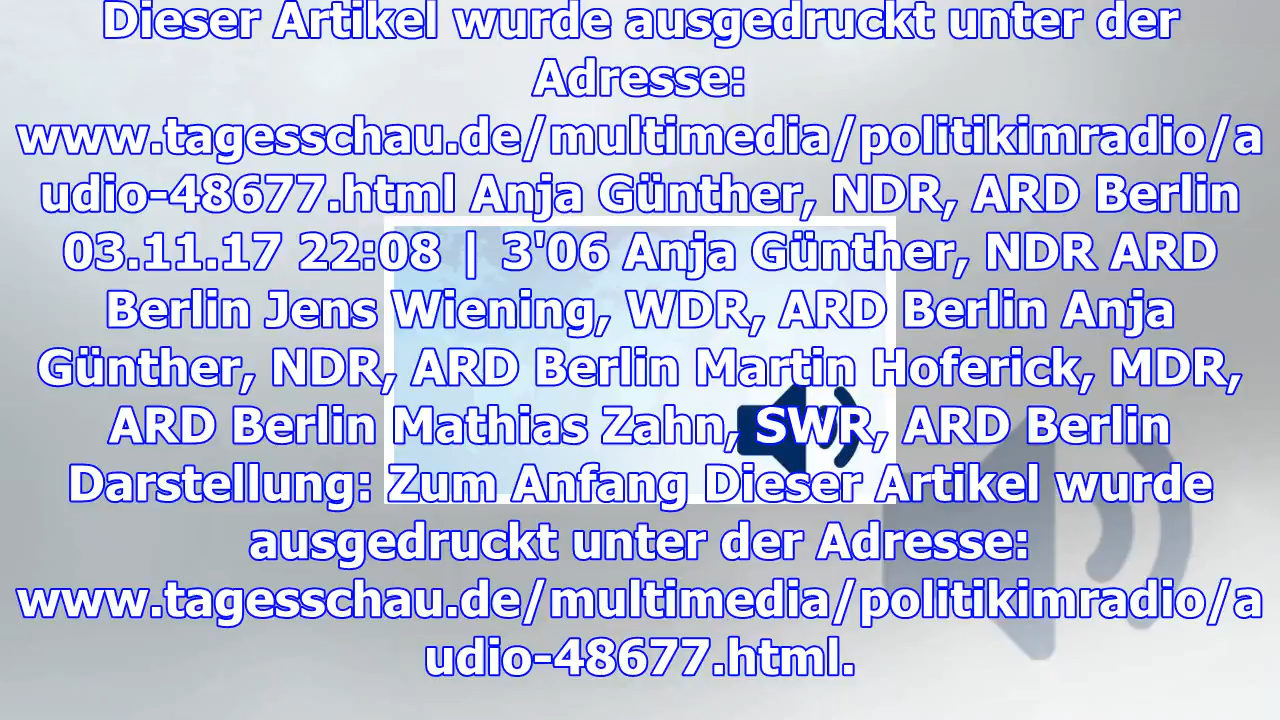 Dieser Artikel wurde ausgedruckt unter der
Adresse:
www.tagesschau.de/multimedia/politikimradio/a
udio-48677.html Anja Günther, NDR, ARD Berlin
03.11.17 22:08 | 3'06 Anja Günther, NDR ARD
Berlin Jens Wiening, WDR, ARD Berlin Anja
Günther, NDR, ARD Berlin Martin Hoferick, MDR,
ARD Berlin Mathias Zahn, SWR, ARD Berlin
Darstellung: Zum Anfang Dieser Artikel wurde
ausgedruckt unter der Adresse:
www.tagesschau.de/multimedia/politikimradio/a
udio-48677.html.